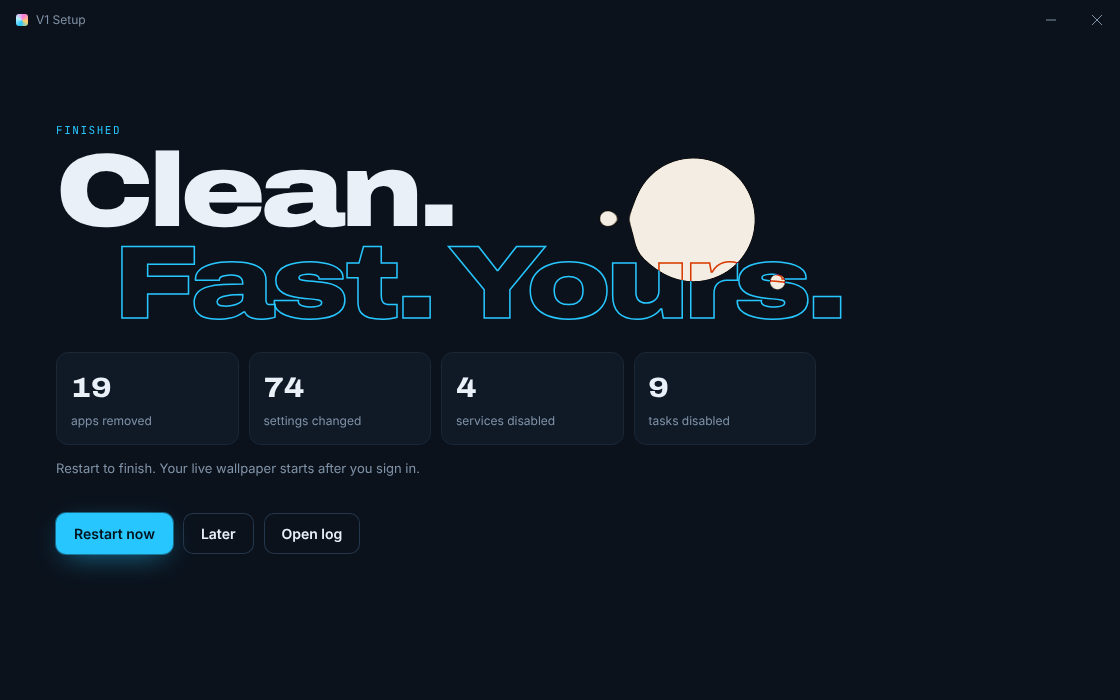 V1 Setup
FINISHED
Clean.
Fast. Yours.
19
apps removed
74
settings changed
4
services disabled
9
tasks disabled
Restart to finish. Your live wallpaper starts after you sign in.
Restart now
Later
Open log